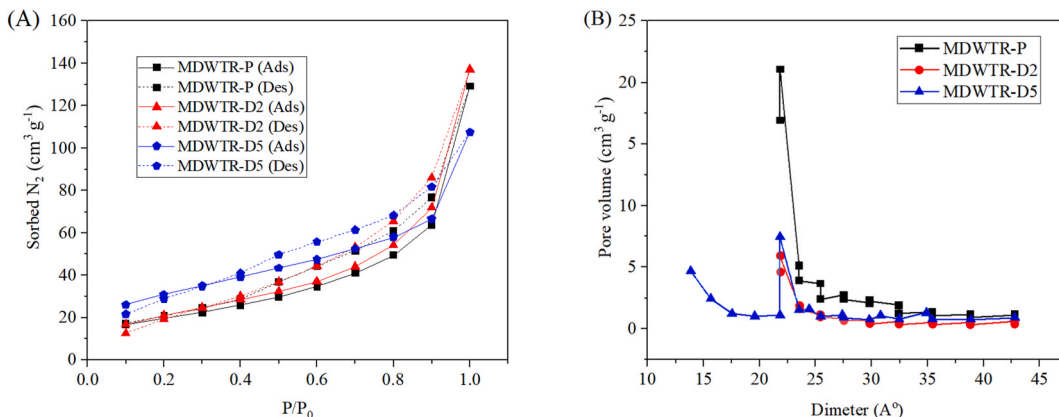 (A)
160
140
120
100
80
60
40
20
0
Sorbed N₂ (cm³ g⁻¹)
MDWTR-P (Ads)
MDWTR-P (Des)
MDWTR-D2 (Ads)
MDWTR-D2 (Des)
MDWTR-D5 (Ads)
MDWTR-D5 (Des)
0.0 0.2 0.4 0.6 0.8 1.0
P/P₀
(B)
25
20
5
10
5
0
Pore volume (cm³ g⁻¹)
MDWTR-P
MDWTR-D2
MDWTR-D5
10 15 20 25 30 35 40 45
Dimeter (A°)